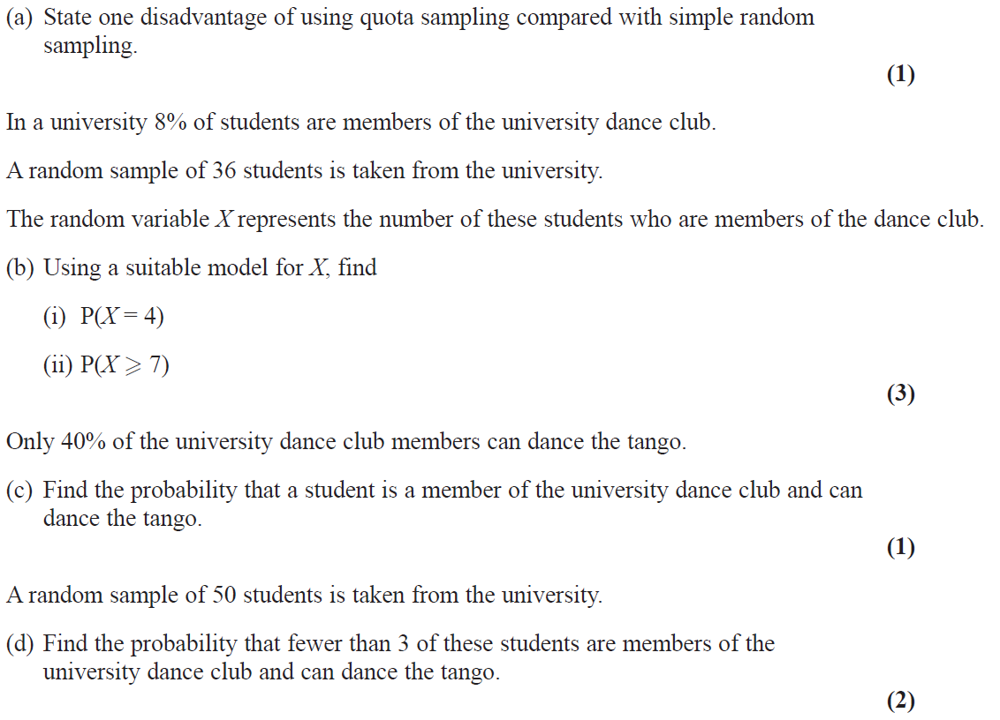 (a) State one disadvantage of using quota sampling compared with simple random
sampling.
(1)
In a university 8% of students are members of the university dance club.
A random sample of 36 students is taken from the university.
The random variable X represents the number of these students who are members of the dance club.
(b) Using a suitable model for X, find
(i) P(X = 4)
(ii) P(X ⩾ 7)
(3)
Only 40% of the university dance club members can dance the tango.
(c) Find the probability that a student is a member of the university dance club and can
dance the tango.
(1)
A random sample of 50 students is taken from the university.
(d) Find the probability that fewer than 3 of these students are members of the
university dance club and can dance the tango.
(2)